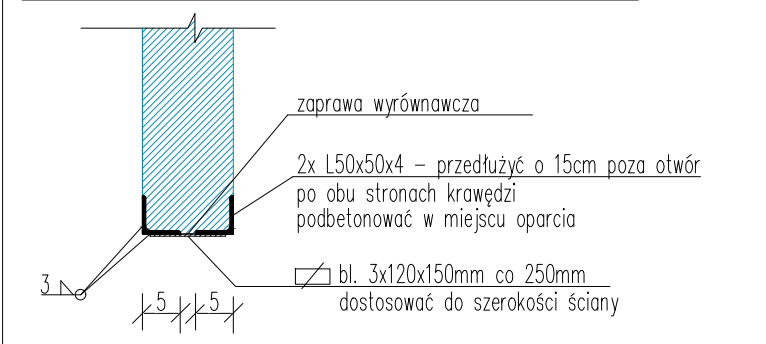 zaprawa wyrównawcza
2x L50x50x4 – przedłużyć o 15cm poza otwór
po obu stronach krawędzi
podbetonować w miejscu oparcia
bl. 3x120x150mm co 250mm
dostosować do szerokości ściany
3
5 5